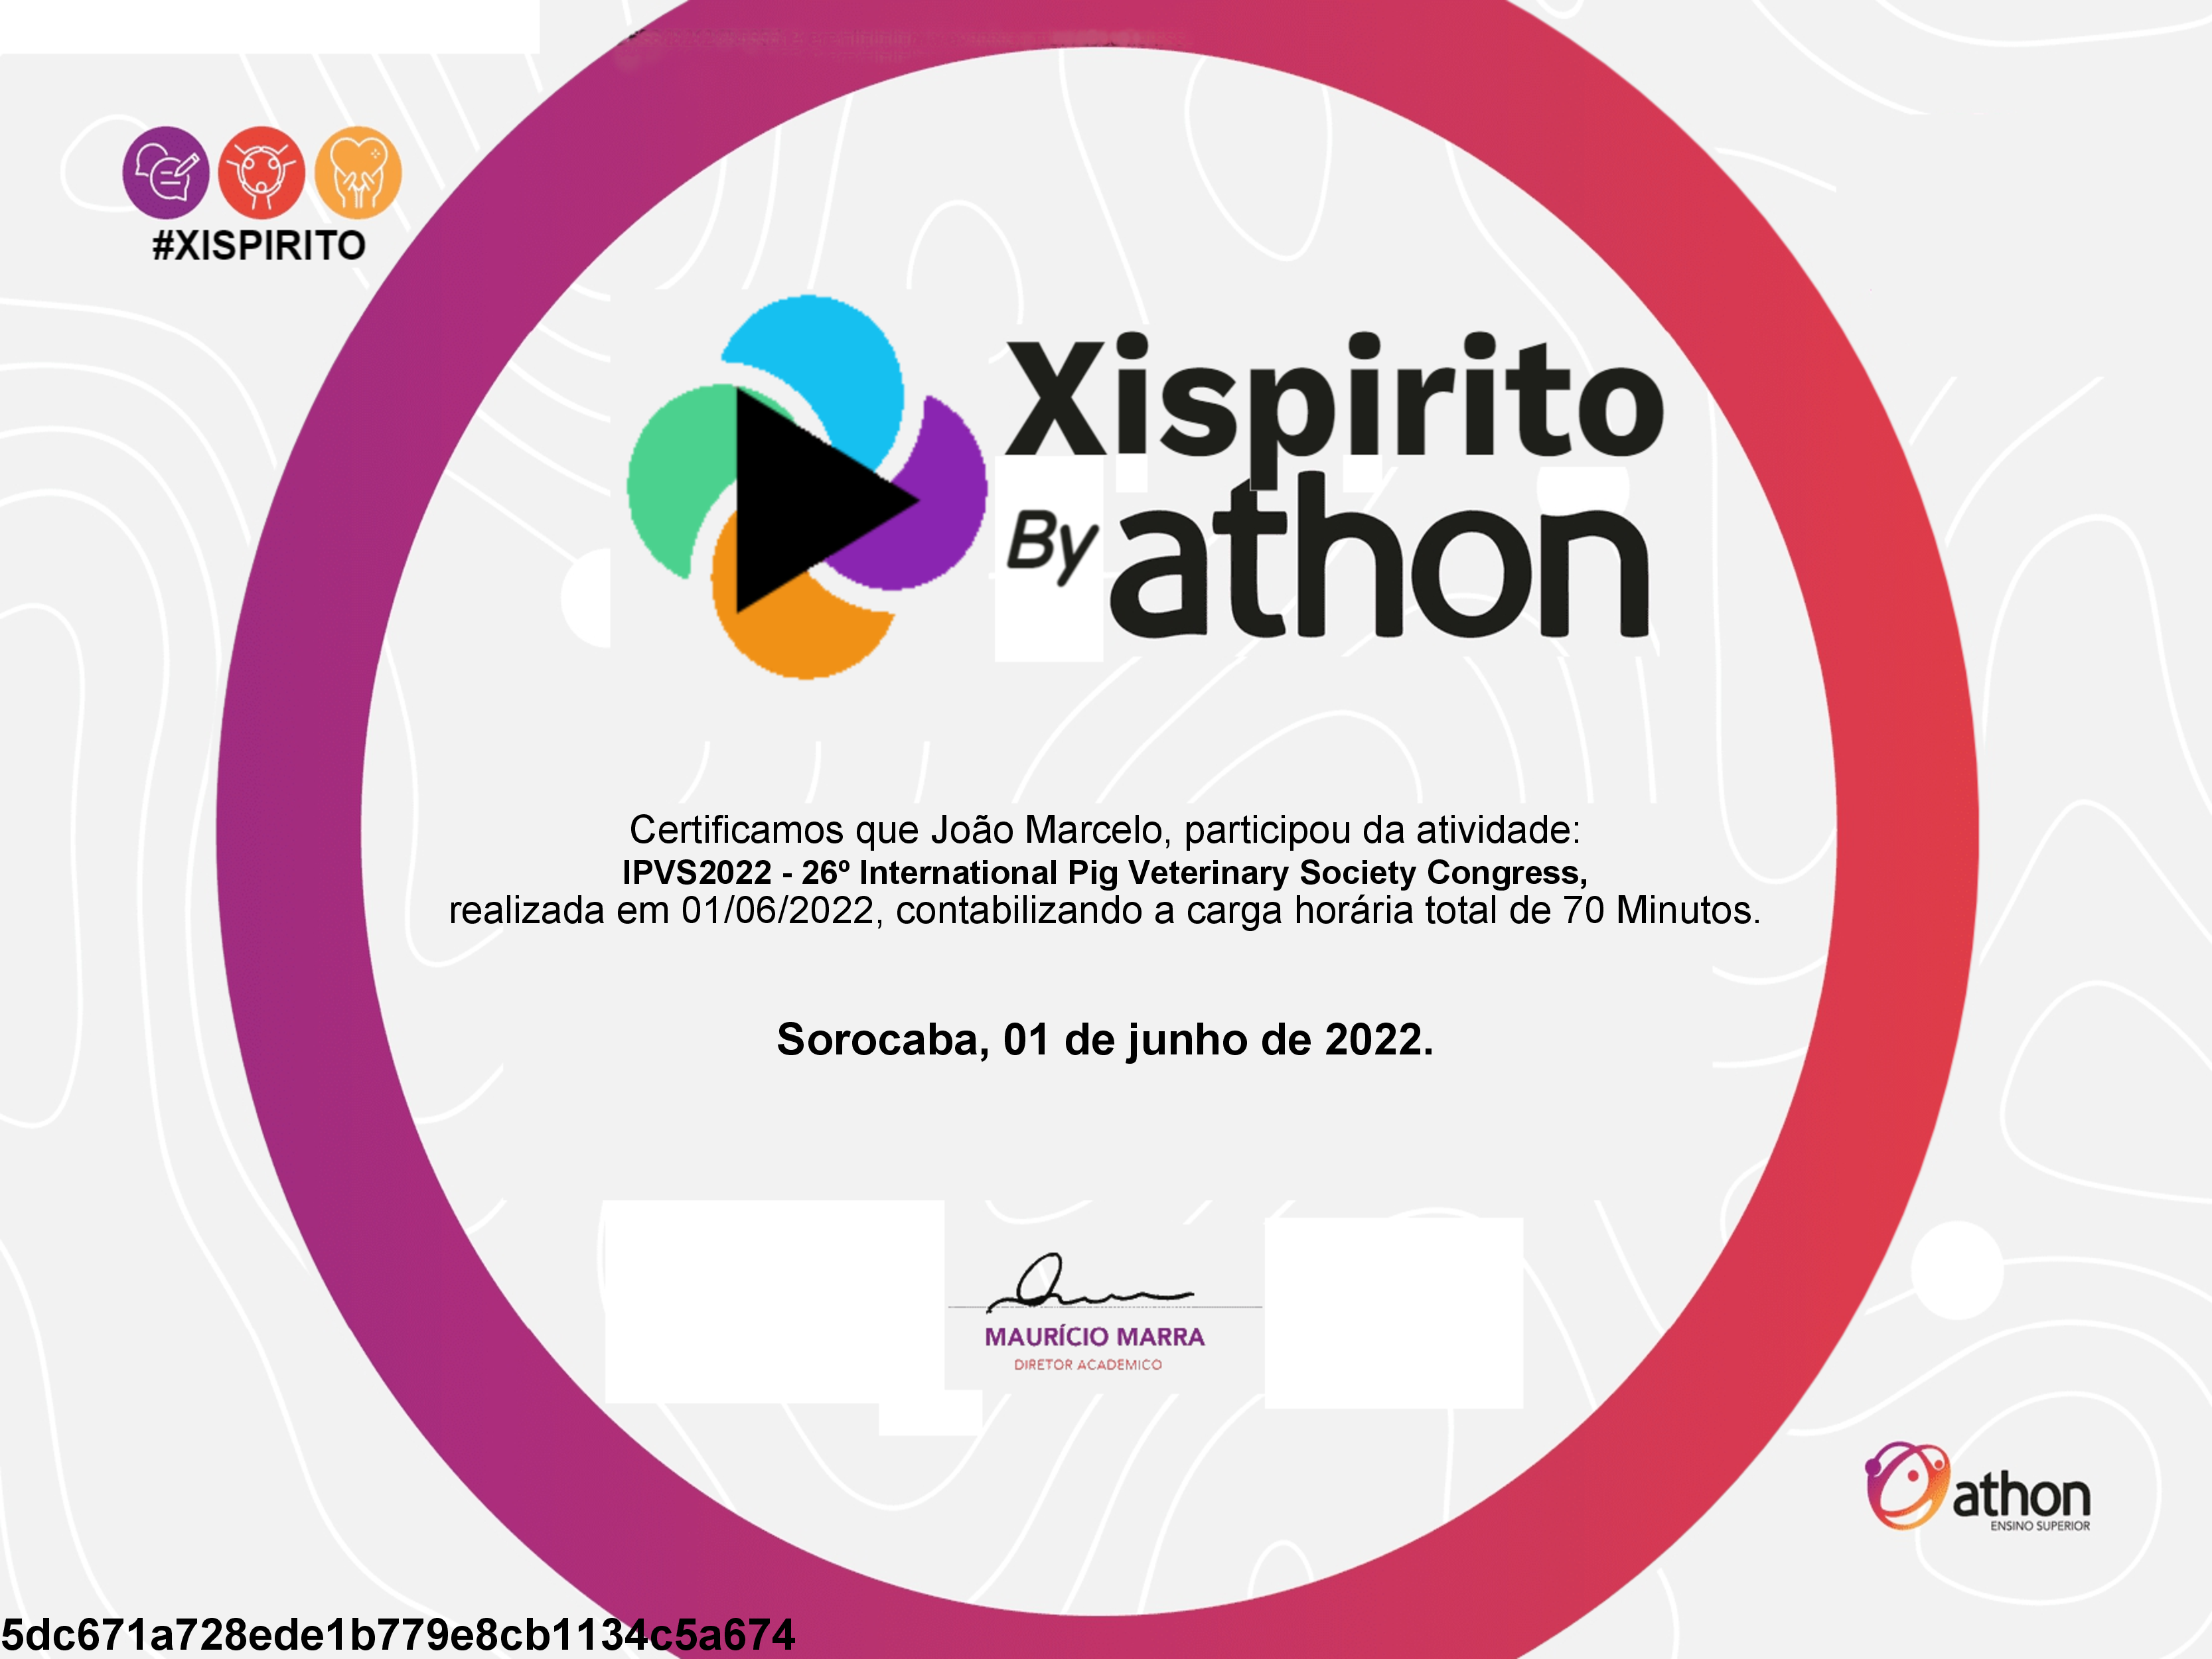 #XISPIRITO
Xispirito
By athon
Certificamos que João Marcelo, participou da atividade:
IPVS2022 - 26º International Pig Veterinary Society Congress,
realizada em 01/06/2022, contabilizando a carga horária total de 70 Minutos.
Sorocaba, 01 de junho de 2022.
MAURÍCIO MARRA
DIRETOR ACADEMICO
athon
ENSINO SUPERIOR
5dc671a728ede1b779e8cb1134c5a674